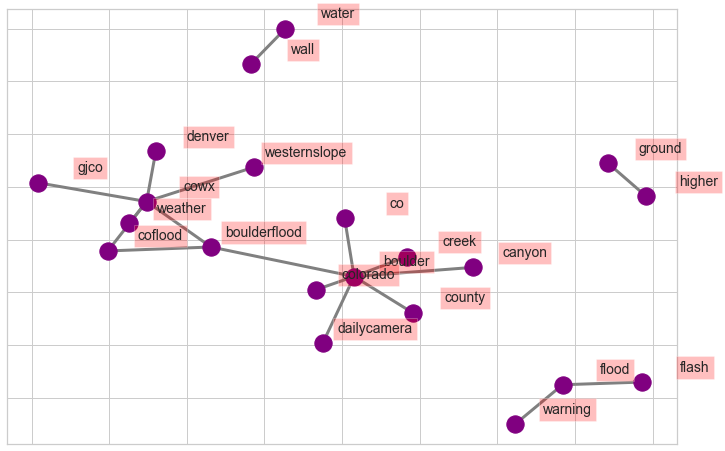 water
wall
denver
ground
westernslope
gjco
higher
cowx
co
weather
boulderflood
coflood
creek
canyon
boulder
colorado
county
dailycamera
flood
flash
warning